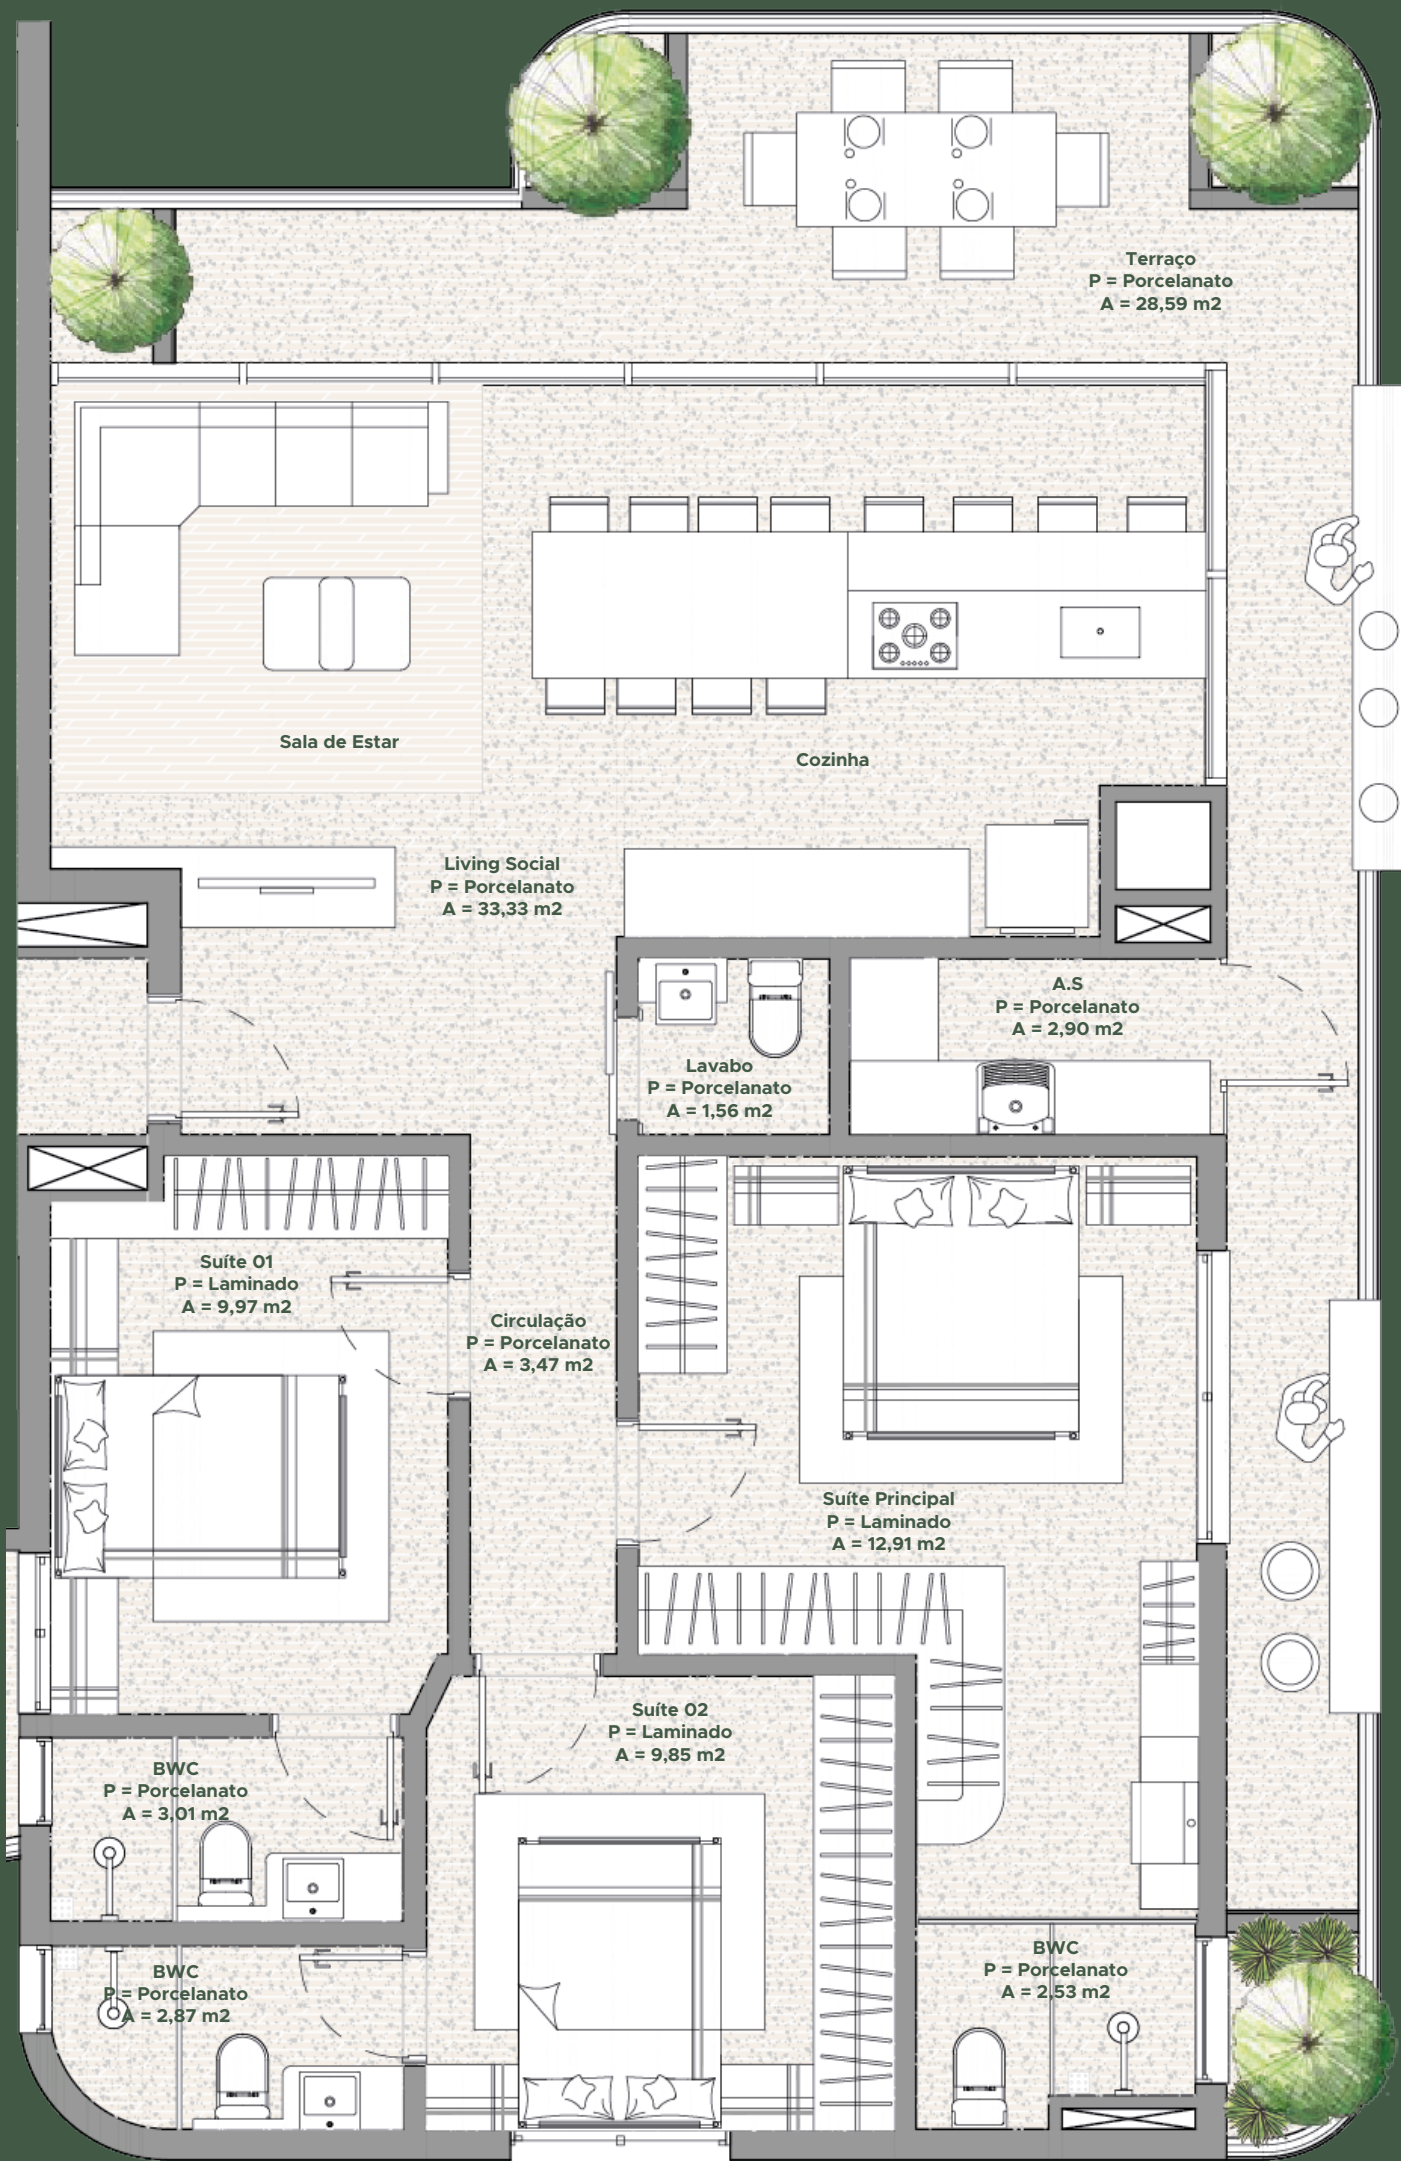 Terraço
P = Porcelanato
A = 28,59 m2
Sala de Estar
Cozinha
Living Social
P = Porcelanato
A = 33,33 m2
A.S
P = Porcelanato
A = 2,90 m2
Lavabo
P = Porcelanato
A = 1,56 m2
Suíte 01
P = Laminado
A = 9,97 m2
Circulação
P = Porcelanato
A = 3,47 m2
Suíte Principal
P = Laminado
A = 12,91 m2
Suíte 02
P = Laminado
A = 9,85 m2
BWC
P = Porcelanato
A = 3,01 m2
BWC
P = Porcelanato
A = 2,87 m2
BWC
P = Porcelanato
A = 2,53 m2